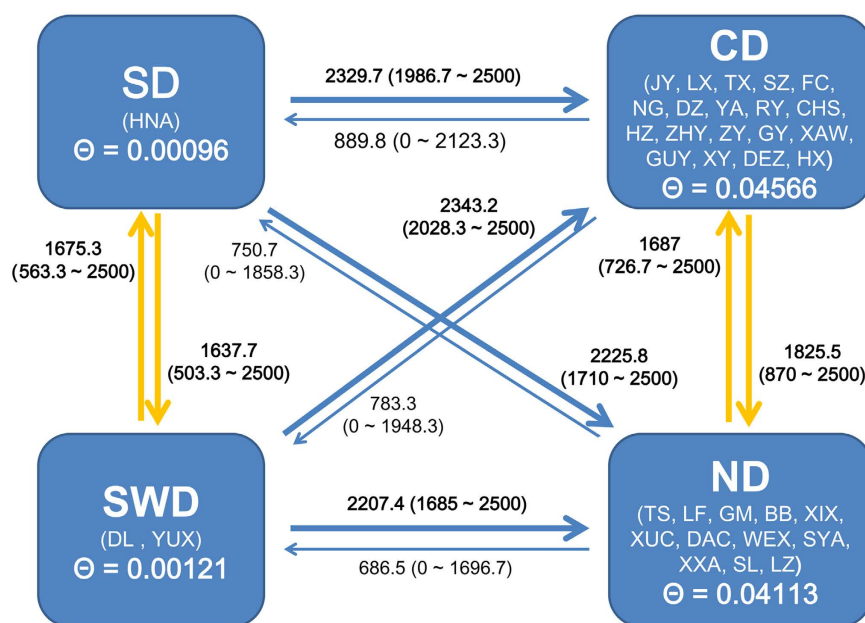 SD
(HNA)
Θ = 0.00096
2329.7 (1986.7 ~ 2500)
889.8 (0 ~ 2123.3)
CD
(JY, LX, TX, SZ, FC,
NG, DZ, YA, RY, CHS,
HZ, ZHY, ZY, GY, XAW,
GUY, XY, DEZ, HX)
Θ = 0.04566
1675.3
(563.3 ~ 2500)
750.7
(0 ~ 1858.3)
2343.2
(2028.3 ~ 2500)
1687
(726.7 ~ 2500)
1637.7
(503.3 ~ 2500)
783.3
(0 ~ 1948.3)
2225.8
(1710 ~ 2500)
1825.5
(870 ~ 2500)
SWD
(DL , YUX)
Θ = 0.00121
2207.4 (1685 ~ 2500)
686.5 (0 ~ 1696.7)
ND
(TS, LF, GM, BB, XIX,
XUC, DAC, WEX, SYA,
XXA, SL, LZ)
Θ = 0.04113